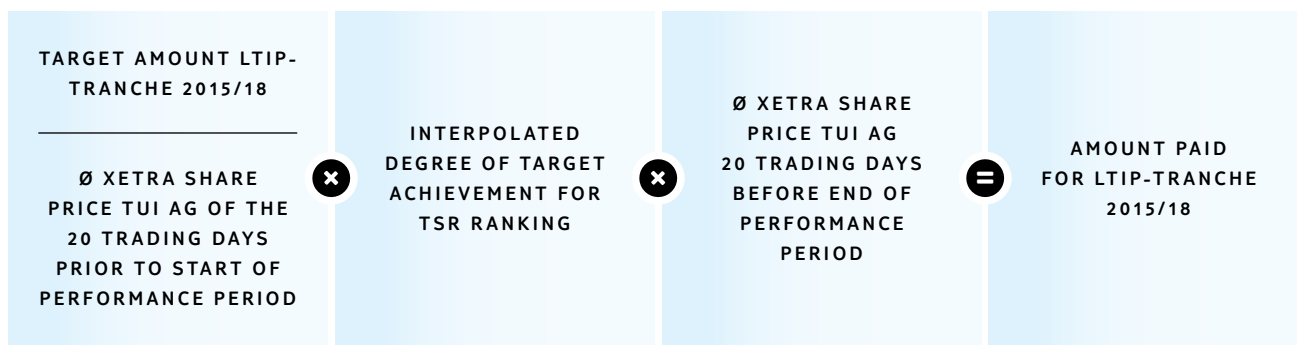 TARGET AMOUNT LTIP-
TRANCHE 2015/18
Ø XETRA SHARE
PRICE TUI AG OF THE
20 TRADING DAYS
PRIOR TO START OF
PERFORMANCE PERIOD
×
INTERPOLATED
DEGREE OF TARGET
ACHIEVEMENT FOR
TSR RANKING
×
Ø XETRA SHARE
PRICE TUI AG
20 TRADING DAYS
BEFORE END OF
PERFORMANCE
PERIOD
=
AMOUNT PAID
FOR LTIP-TRANCHE
2015/18